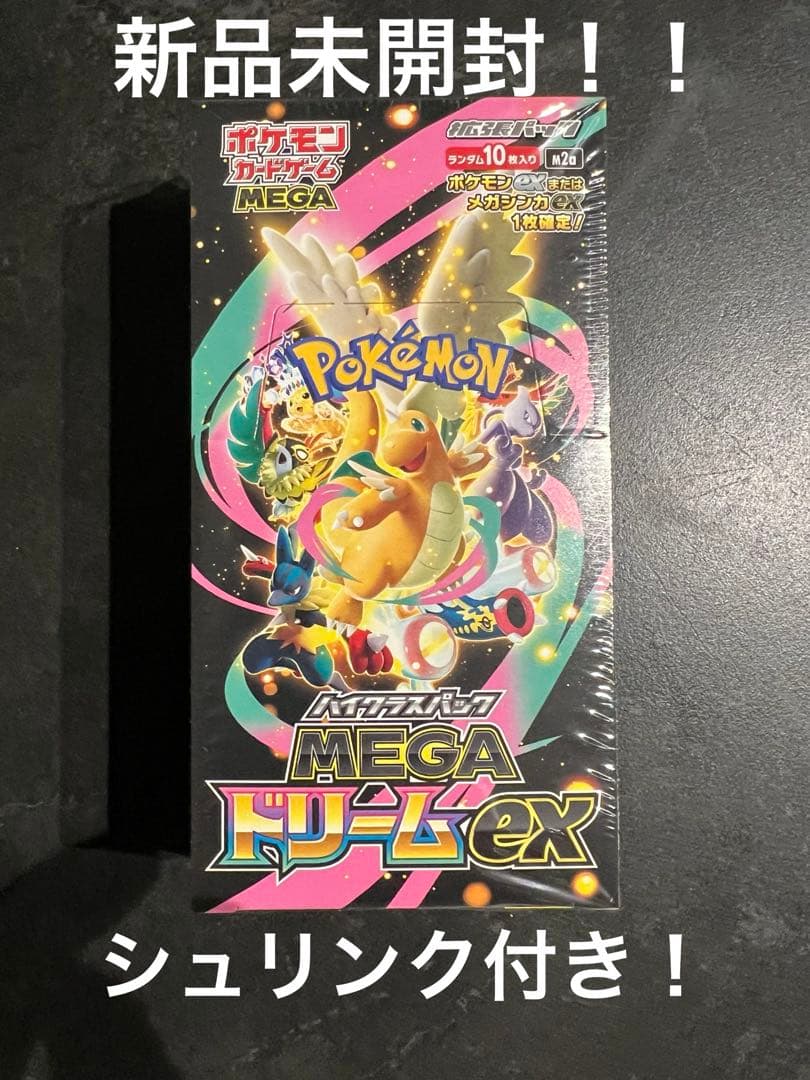 新品未開封！！
ポケモン
カードゲーム
MEGA
拡張パック
ランダム10枚入り
M2a
ポケモンexまたは
メガシンカex
1枚確定！
POKéMON
ハイクラスパック
MEGA
ドリームex
シュリンク付き！